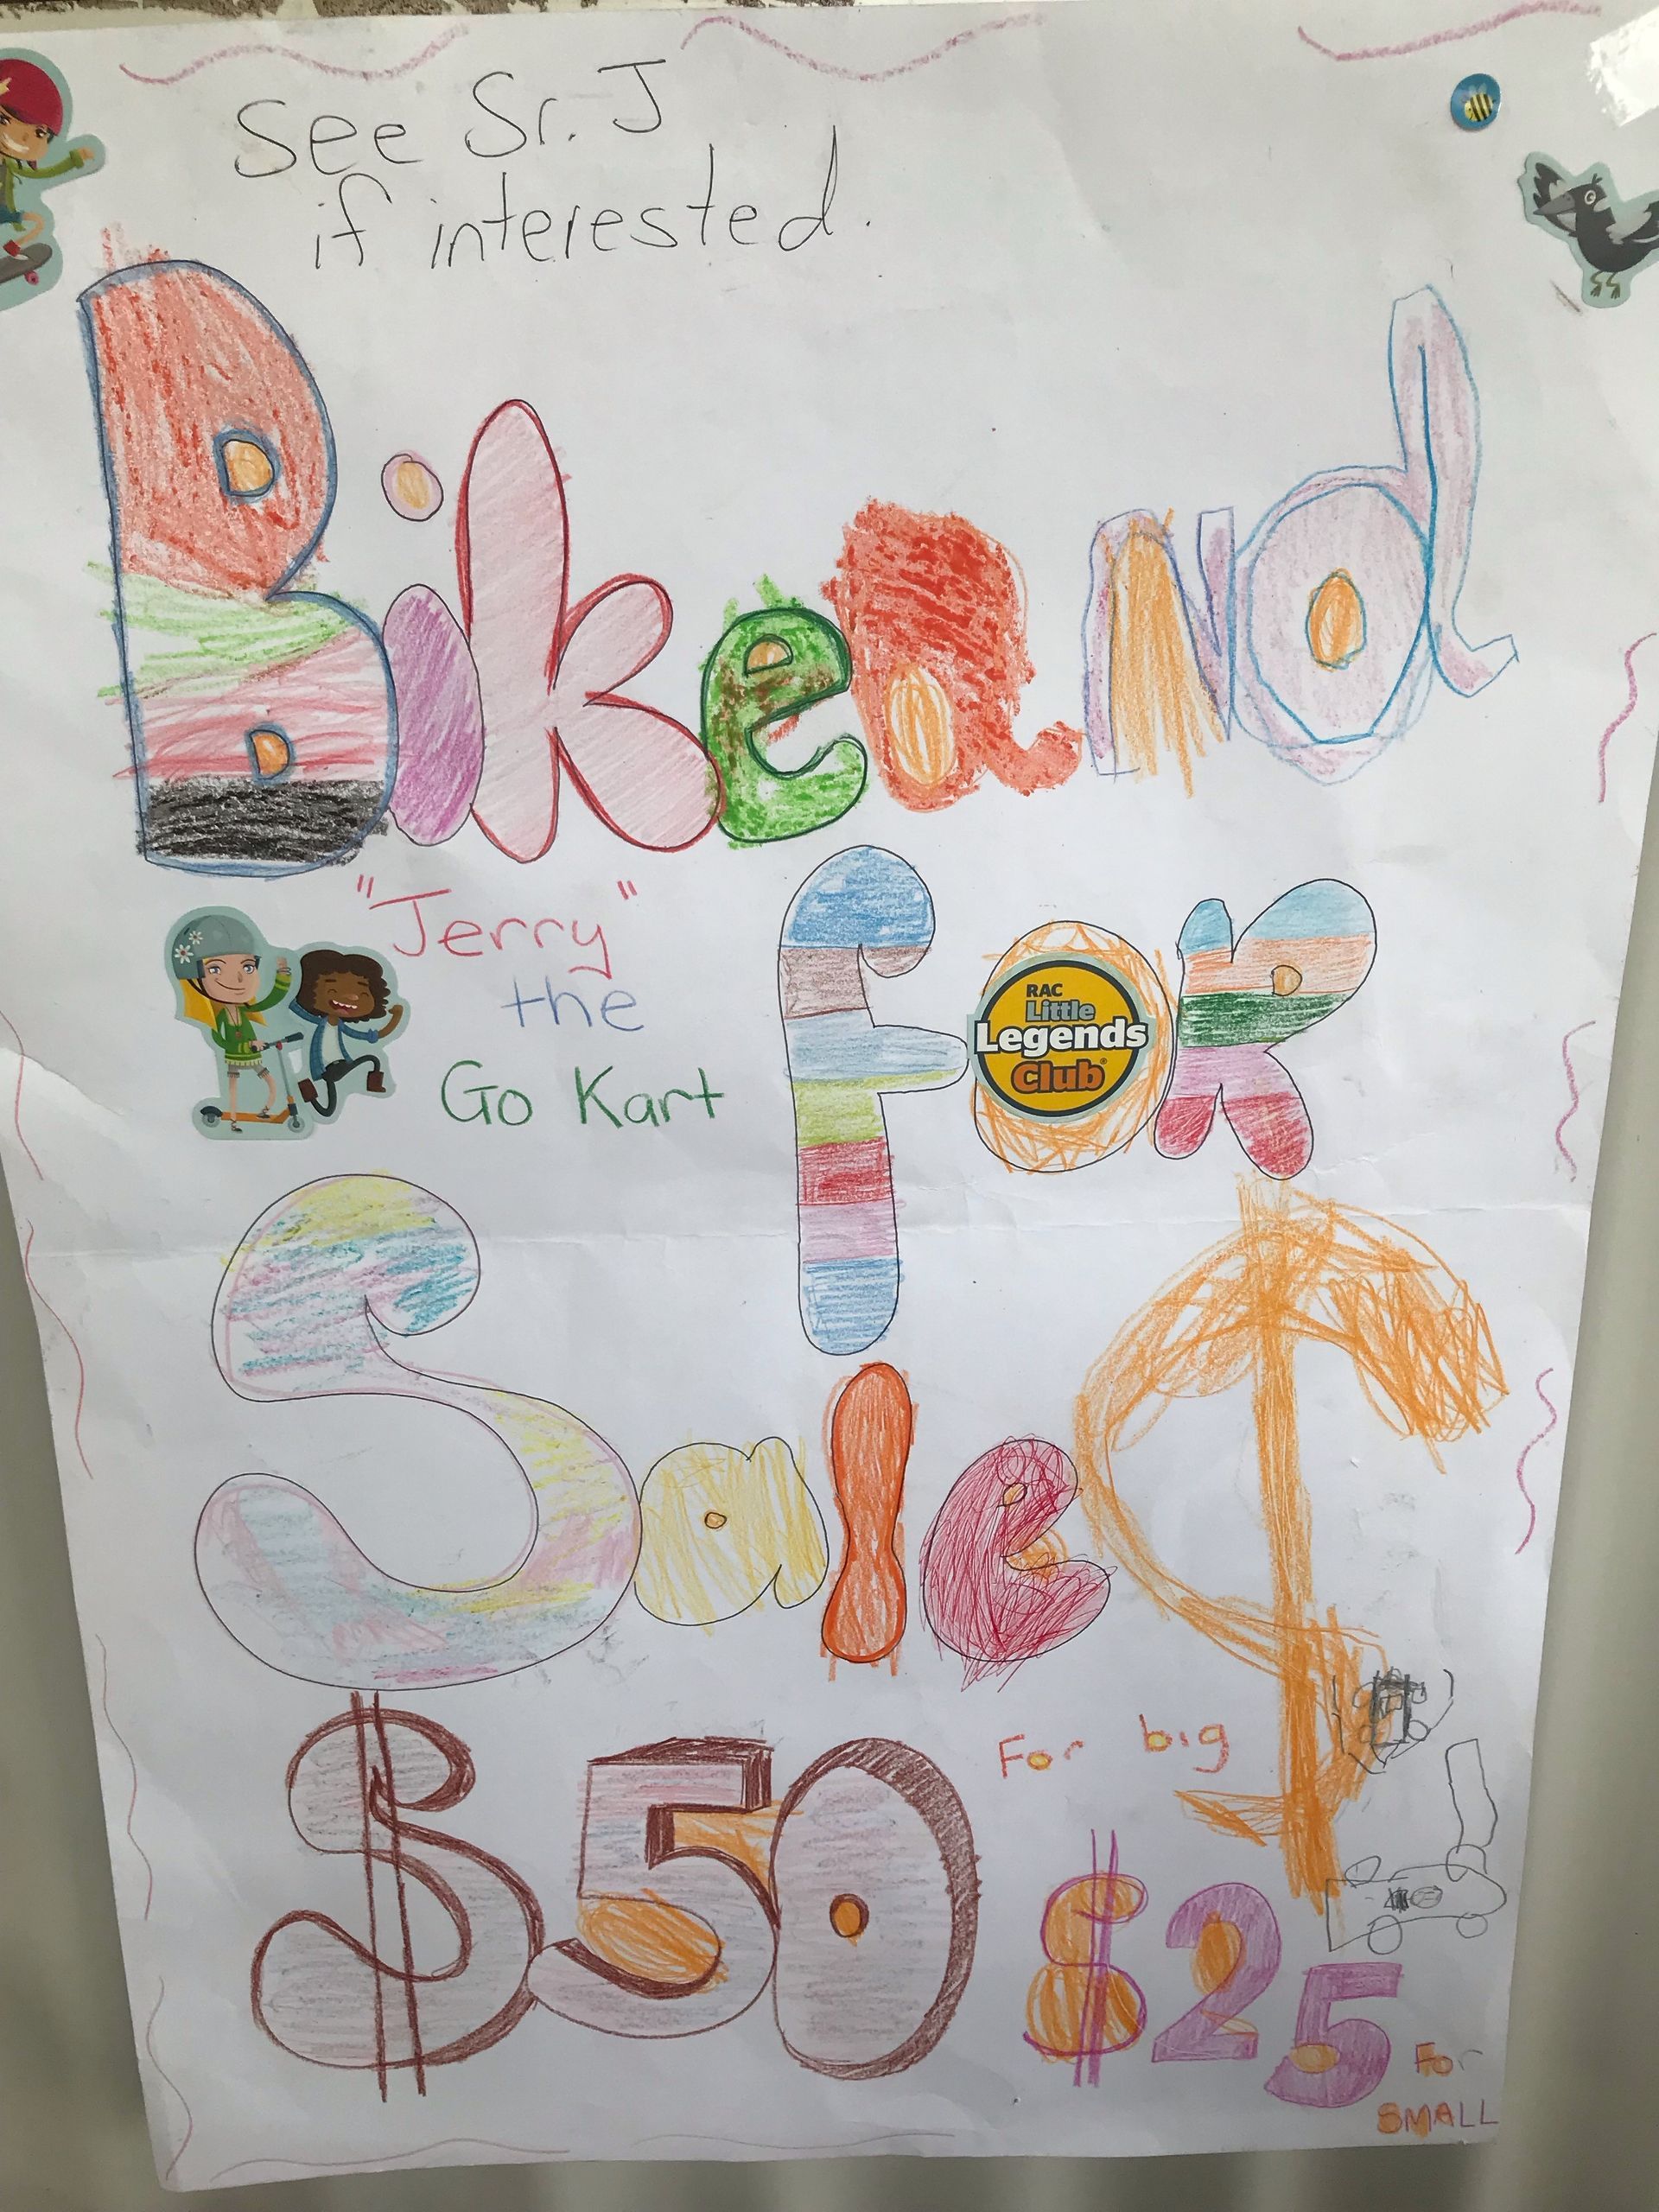 See Sr. J
if interested.
Bike and
"Jerry"
the
Go Kart
for
RAC
Little
Legends
Club®
Sale $
$50
For big
$25
For
SMALL